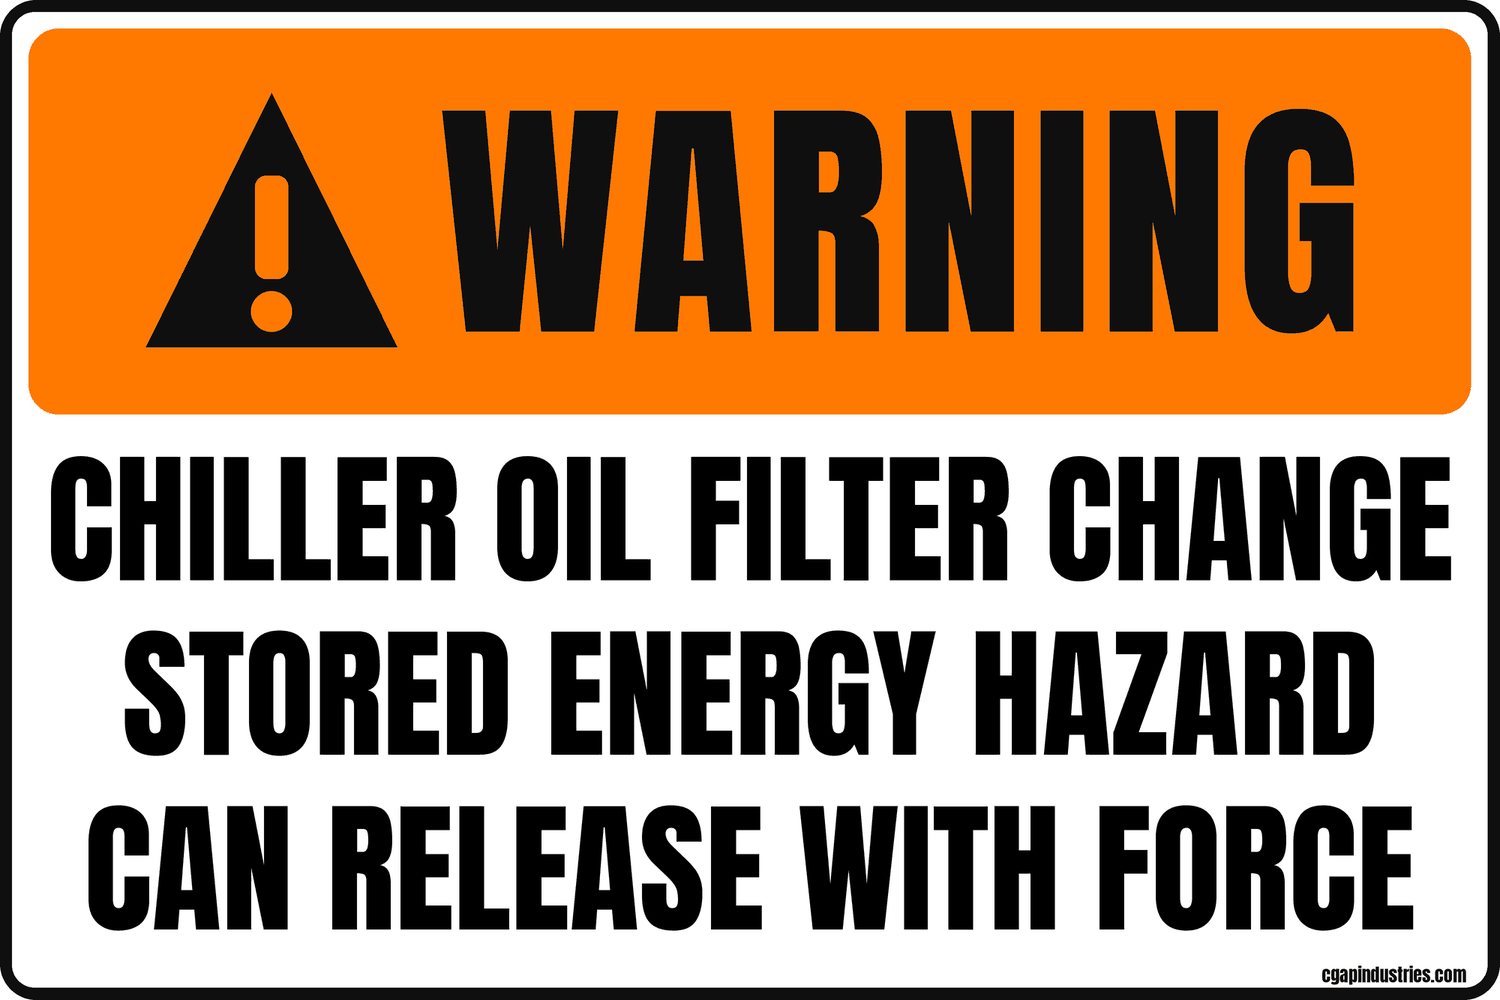 WARNING
CHILLER OIL FILTER CHANGE
STORED ENERGY HAZARD
CAN RELEASE WITH FORCE
cgapindustries.com